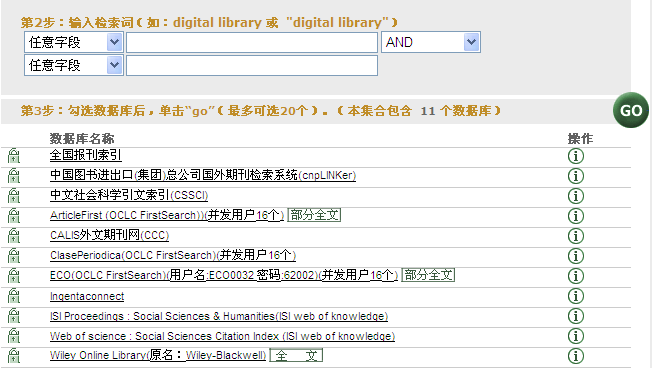 第2步：输入检索词（如：digital library 或 "digital library"）
任意字段 AND
任意字段
第3步：勾选数据库后，单击“go”（最多可选20个）。（本集合包含 11 个数据库）
GO
数据库名称 操作
全国报刊索引
中国图书进出口(集团)总公司国外期刊检索系统(cnpLINKer)
中文社会科学引文索引(CSSCI)
ArticleFirst (OCLC FirstSearch))(并发用户16个) 部分全文
CALIS外文期刊网(CCC)
ClasePeriodica(OCLC FirstSearch)(并发用户16个)
ECO(OCLC FirstSearch)(用户名:ECO0032 密码:62002)(并发用户16个) 部分全文
Ingentaconnect
ISI Proceedings : Social Sciences & Humanities(ISI web of knowledge)
Web of science : Social Sciences Citation Index (ISI web of knowledge)
Wiley Online Library(原名：Wiley-Blackwell) 全 文